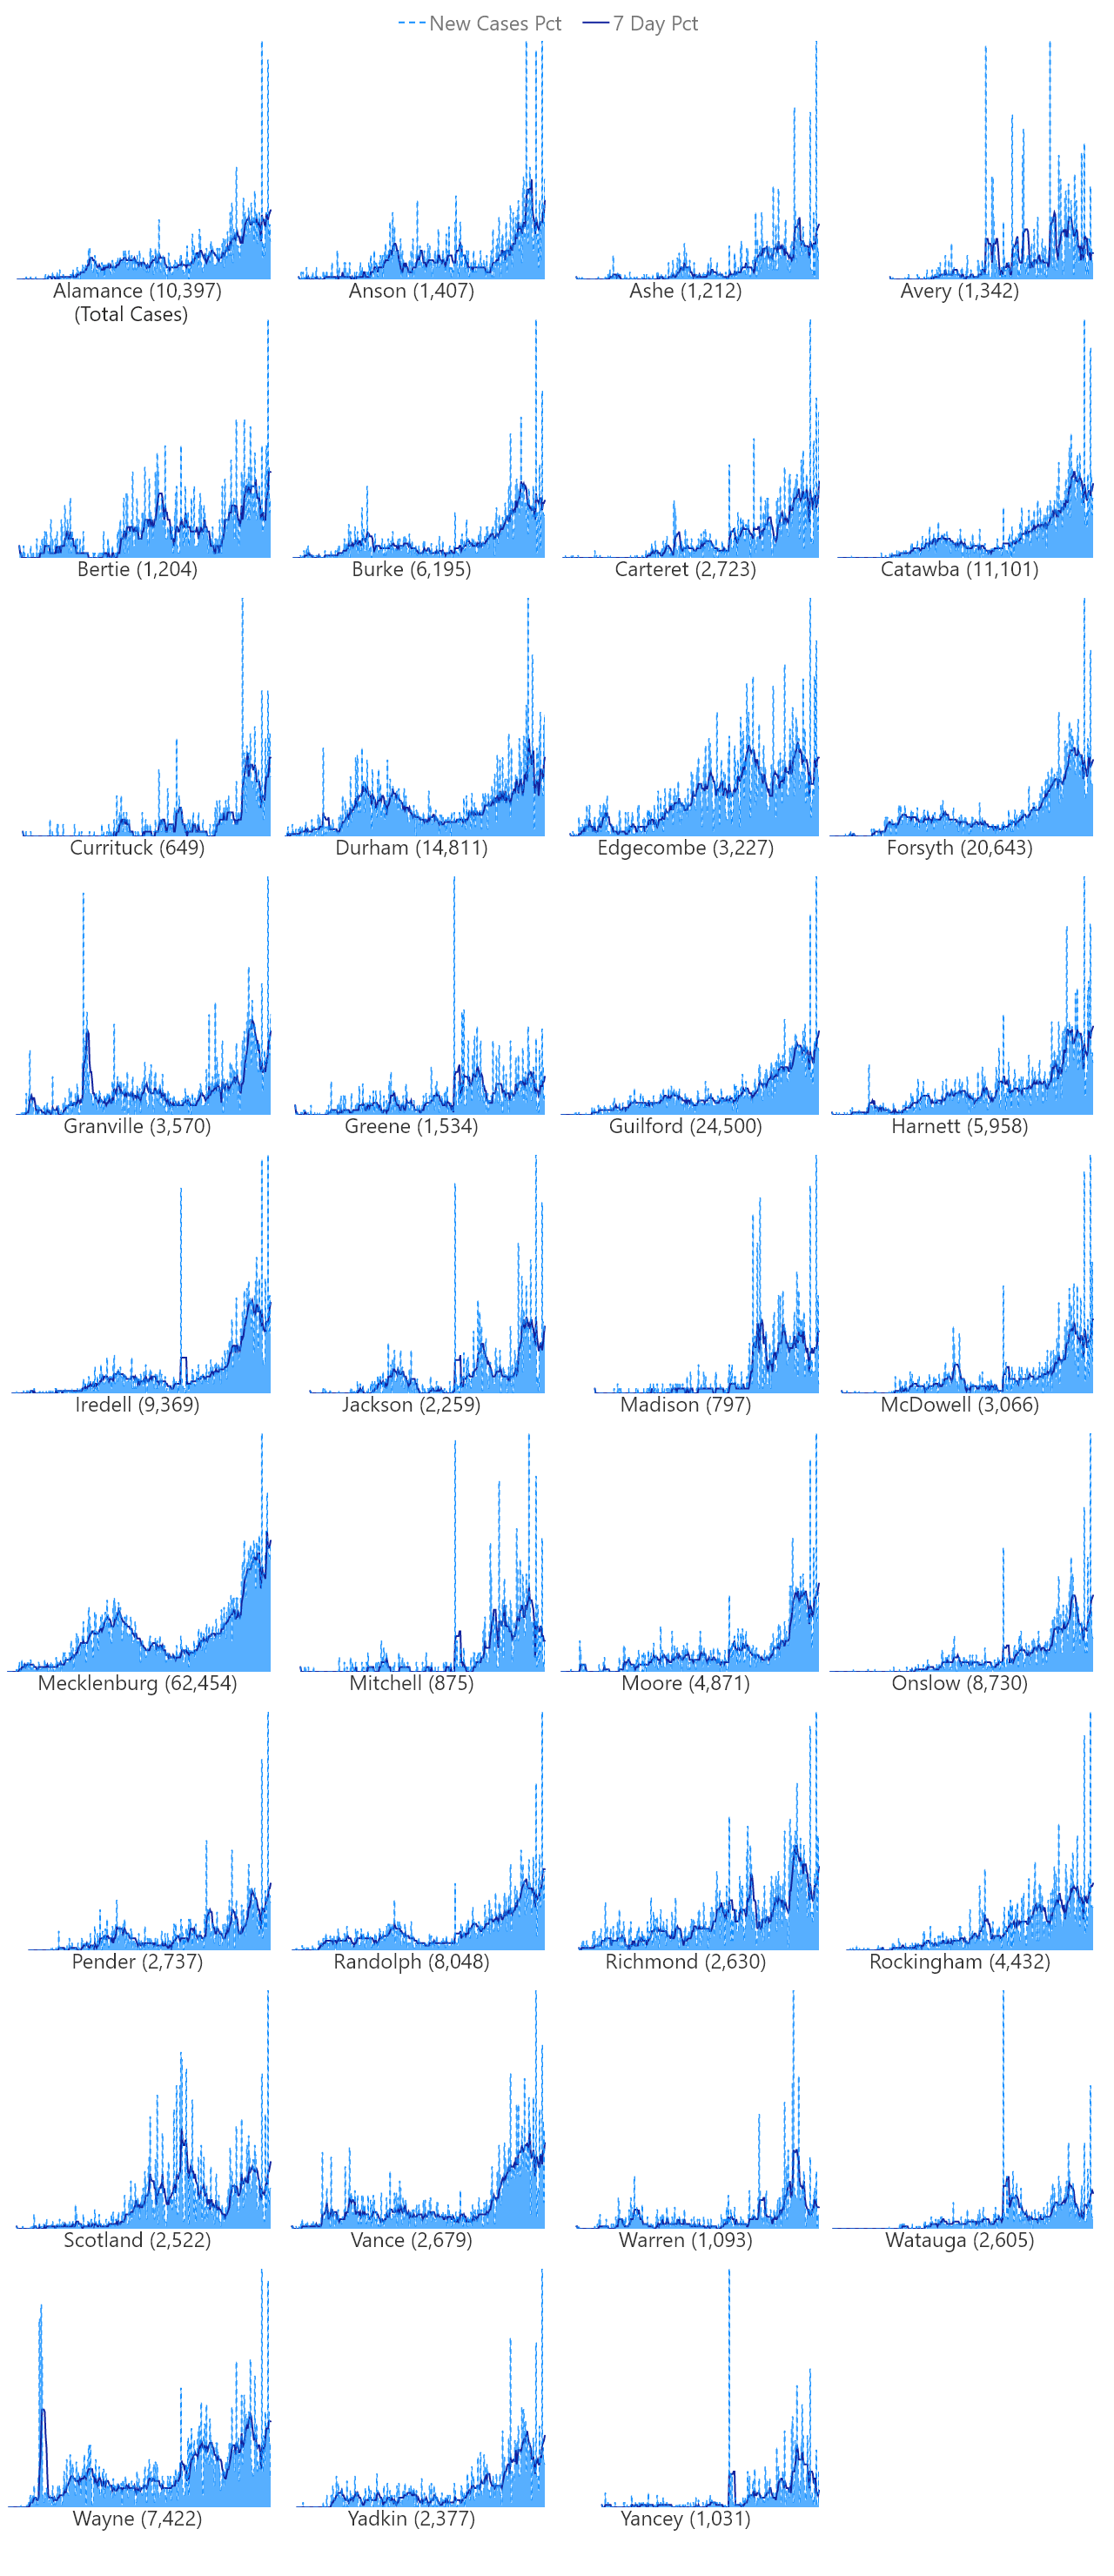 New Cases Pct 7 Day Pct
Alamance (10,397) Anson (1,407) Ashe (1,212) Avery (1,342)
(Total Cases)
Bertie (1,204) Burke (6,195) Carteret (2,723) Catawba (11,101)
Currituck (649) Durham (14,811) Edgecombe (3,227) Forsyth (20,643)
Granville (3,570) Greene (1,534) Guilford (24,500) Harnett (5,958)
Iredell (9,369) Jackson (2,259) Madison (797) McDowell (3,066)
Mecklenburg (62,454) Mitchell (875) Moore (4,871) Onslow (8,730)
Pender (2,737) Randolph (8,048) Richmond (2,630) Rockingham (4,432)
Scotland (2,522) Vance (2,679) Warren (1,093) Watauga (2,605)
Wayne (7,422) Yadkin (2,377) Yancey (1,031)